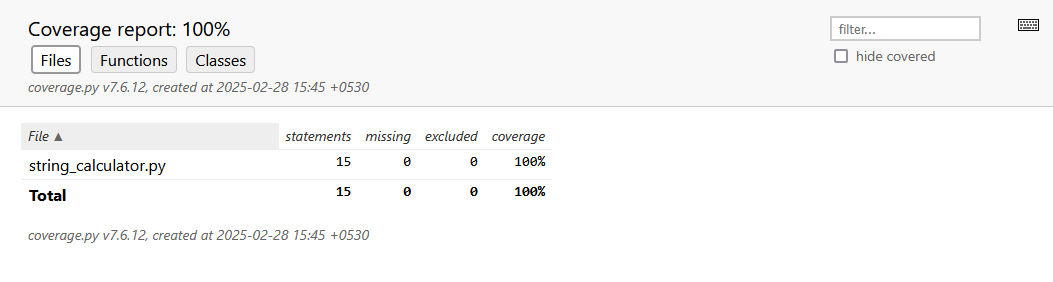 Coverage report: 100%
filter...
Files Functions Classes
hide covered
coverage.py v7.6.12, created at 2025-02-28 15:45 +0530
File ▲ statements missing excluded coverage
string_calculator.py 15 0 0 100%
Total 15 0 0 100%
coverage.py v7.6.12, created at 2025-02-28 15:45 +0530